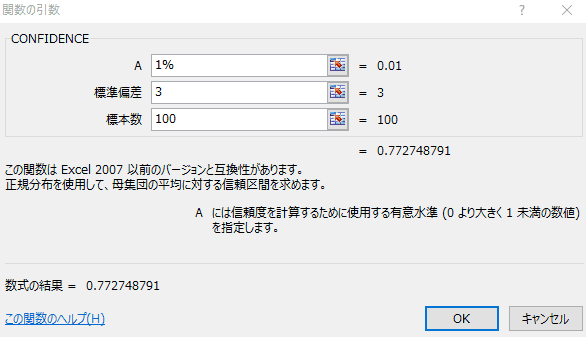 関数の引数 ? ×
CONFIDENCE
A 1% = 0.01
標準偏差 3 = 3
標本数 100 = 100
= 0.772748791
この関数は Excel 2007 以前のバージョンと互換性があります。
正規分布を使用して、母集団の平均に対する信頼区間を求めます。
A には信頼度を計算するために使用する有意水準 (0 より大きく 1 未満の数値)
を指定します。
数式の結果 = 0.772748791
この関数のヘルプ(H) OK キャンセル